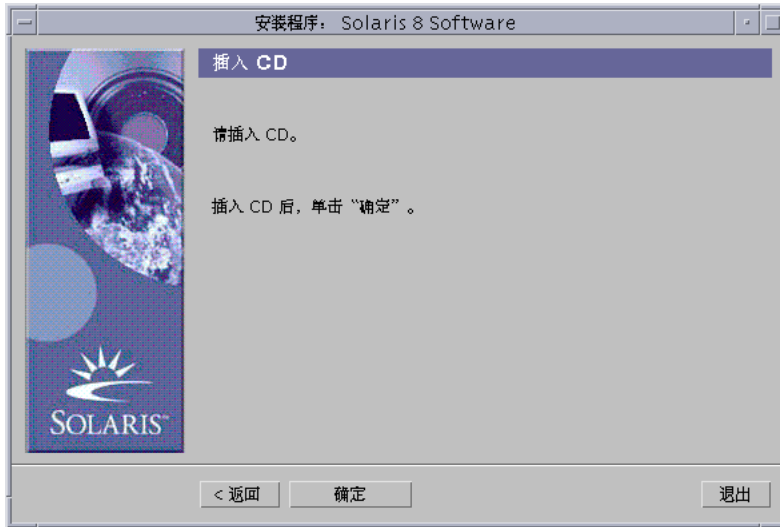 安装程序： Solaris 8 Software
插入 CD
请插入 CD。
插入 CD 后，单击“确定”。
SOLARIS™
< 返回
确定
退出